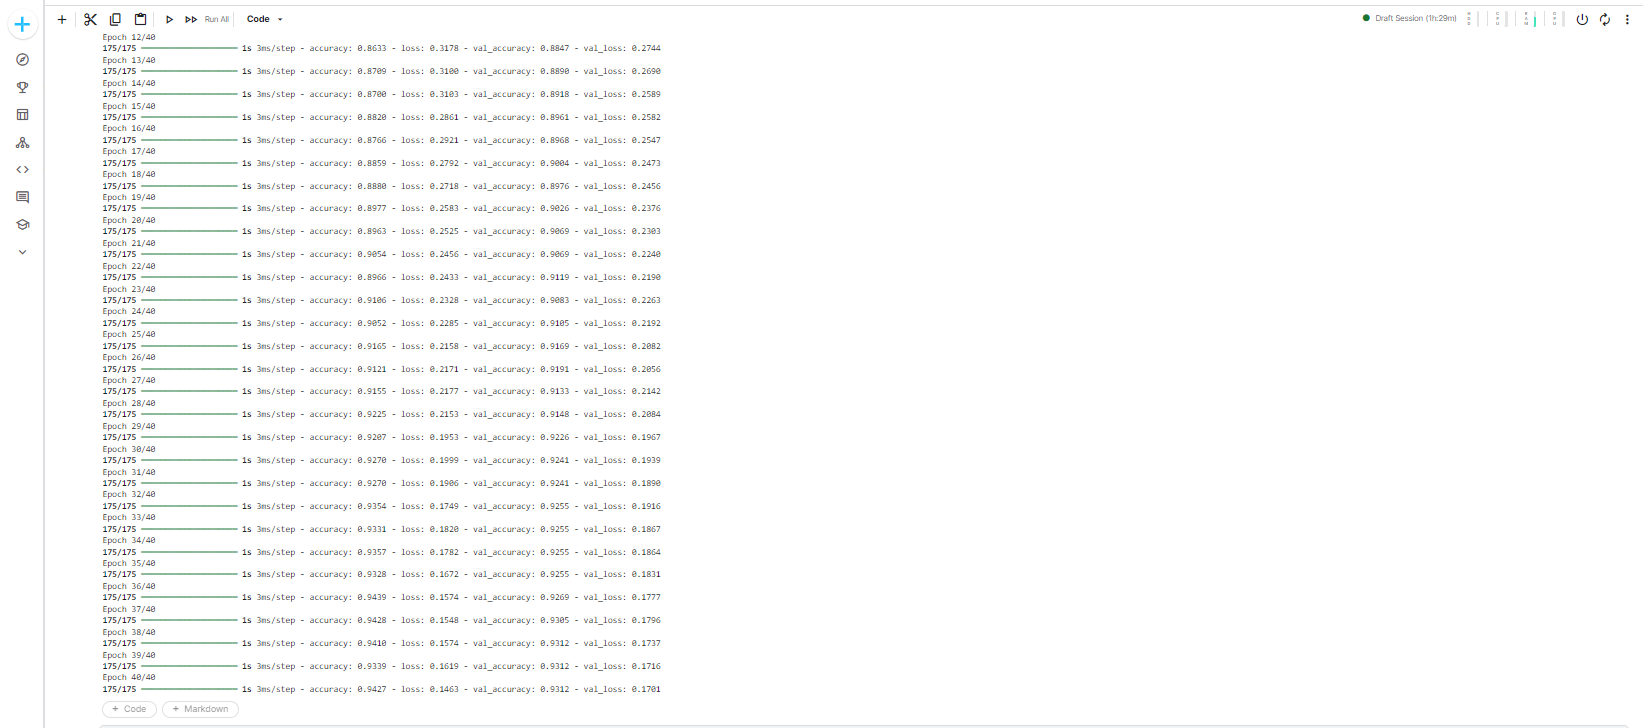 Run All Code Draft Session (1h:29m) HDD CPU RAM GPU
Epoch 12/40
175/175 ━━━━━━━━━━━━━━━━━━━━ 1s 3ms/step - accuracy: 0.8633 - loss: 0.3178 - val_accuracy: 0.8847 - val_loss: 0.2744
Epoch 13/40
175/175 ━━━━━━━━━━━━━━━━━━━━ 1s 3ms/step - accuracy: 0.8709 - loss: 0.3100 - val_accuracy: 0.8890 - val_loss: 0.2690
Epoch 14/40
175/175 ━━━━━━━━━━━━━━━━━━━━ 1s 3ms/step - accuracy: 0.8700 - loss: 0.3103 - val_accuracy: 0.8918 - val_loss: 0.2589
Epoch 15/40
175/175 ━━━━━━━━━━━━━━━━━━━━ 1s 3ms/step - accuracy: 0.8820 - loss: 0.2861 - val_accuracy: 0.8961 - val_loss: 0.2582
Epoch 16/40
175/175 ━━━━━━━━━━━━━━━━━━━━ 1s 3ms/step - accuracy: 0.8766 - loss: 0.2921 - val_accuracy: 0.8968 - val_loss: 0.2547
Epoch 17/40
175/175 ━━━━━━━━━━━━━━━━━━━━ 1s 3ms/step - accuracy: 0.8859 - loss: 0.2792 - val_accuracy: 0.9004 - val_loss: 0.2473
Epoch 18/40
175/175 ━━━━━━━━━━━━━━━━━━━━ 1s 3ms/step - accuracy: 0.8880 - loss: 0.2718 - val_accuracy: 0.8976 - val_loss: 0.2456
Epoch 19/40
175/175 ━━━━━━━━━━━━━━━━━━━━ 1s 3ms/step - accuracy: 0.8977 - loss: 0.2583 - val_accuracy: 0.9026 - val_loss: 0.2376
Epoch 20/40
175/175 ━━━━━━━━━━━━━━━━━━━━ 1s 3ms/step - accuracy: 0.8963 - loss: 0.2525 - val_accuracy: 0.9069 - val_loss: 0.2303
Epoch 21/40
175/175 ━━━━━━━━━━━━━━━━━━━━ 1s 3ms/step - accuracy: 0.9054 - loss: 0.2456 - val_accuracy: 0.9069 - val_loss: 0.2240
Epoch 22/40
175/175 ━━━━━━━━━━━━━━━━━━━━ 1s 3ms/step - accuracy: 0.8966 - loss: 0.2433 - val_accuracy: 0.9119 - val_loss: 0.2190
Epoch 23/40
175/175 ━━━━━━━━━━━━━━━━━━━━ 1s 3ms/step - accuracy: 0.9106 - loss: 0.2328 - val_accuracy: 0.9083 - val_loss: 0.2263
Epoch 24/40
175/175 ━━━━━━━━━━━━━━━━━━━━ 1s 3ms/step - accuracy: 0.9052 - loss: 0.2285 - val_accuracy: 0.9105 - val_loss: 0.2192
Epoch 25/40
175/175 ━━━━━━━━━━━━━━━━━━━━ 1s 3ms/step - accuracy: 0.9165 - loss: 0.2158 - val_accuracy: 0.9169 - val_loss: 0.2082
Epoch 26/40
175/175 ━━━━━━━━━━━━━━━━━━━━ 1s 3ms/step - accuracy: 0.9121 - loss: 0.2171 - val_accuracy: 0.9191 - val_loss: 0.2056
Epoch 27/40
175/175 ━━━━━━━━━━━━━━━━━━━━ 1s 3ms/step - accuracy: 0.9155 - loss: 0.2177 - val_accuracy: 0.9133 - val_loss: 0.2142
Epoch 28/40
175/175 ━━━━━━━━━━━━━━━━━━━━ 1s 3ms/step - accuracy: 0.9225 - loss: 0.2153 - val_accuracy: 0.9148 - val_loss: 0.2084
Epoch 29/40
175/175 ━━━━━━━━━━━━━━━━━━━━ 1s 3ms/step - accuracy: 0.9207 - loss: 0.1953 - val_accuracy: 0.9226 - val_loss: 0.1967
Epoch 30/40
175/175 ━━━━━━━━━━━━━━━━━━━━ 1s 3ms/step - accuracy: 0.9270 - loss: 0.1999 - val_accuracy: 0.9241 - val_loss: 0.1939
Epoch 31/40
175/175 ━━━━━━━━━━━━━━━━━━━━ 1s 3ms/step - accuracy: 0.9270 - loss: 0.1906 - val_accuracy: 0.9241 - val_loss: 0.1890
Epoch 32/40
175/175 ━━━━━━━━━━━━━━━━━━━━ 1s 3ms/step - accuracy: 0.9354 - loss: 0.1749 - val_accuracy: 0.9255 - val_loss: 0.1916
Epoch 33/40
175/175 ━━━━━━━━━━━━━━━━━━━━ 1s 3ms/step - accuracy: 0.9331 - loss: 0.1820 - val_accuracy: 0.9255 - val_loss: 0.1867
Epoch 34/40
175/175 ━━━━━━━━━━━━━━━━━━━━ 1s 3ms/step - accuracy: 0.9357 - loss: 0.1782 - val_accuracy: 0.9255 - val_loss: 0.1864
Epoch 35/40
175/175 ━━━━━━━━━━━━━━━━━━━━ 1s 3ms/step - accuracy: 0.9328 - loss: 0.1672 - val_accuracy: 0.9255 - val_loss: 0.1831
Epoch 36/40
175/175 ━━━━━━━━━━━━━━━━━━━━ 1s 3ms/step - accuracy: 0.9439 - loss: 0.1574 - val_accuracy: 0.9269 - val_loss: 0.1777
Epoch 37/40
175/175 ━━━━━━━━━━━━━━━━━━━━ 1s 3ms/step - accuracy: 0.9428 - loss: 0.1548 - val_accuracy: 0.9305 - val_loss: 0.1796
Epoch 38/40
175/175 ━━━━━━━━━━━━━━━━━━━━ 1s 3ms/step - accuracy: 0.9410 - loss: 0.1574 - val_accuracy: 0.9312 - val_loss: 0.1737
Epoch 39/40
175/175 ━━━━━━━━━━━━━━━━━━━━ 1s 3ms/step - accuracy: 0.9339 - loss: 0.1619 - val_accuracy: 0.9312 - val_loss: 0.1716
Epoch 40/40
175/175 ━━━━━━━━━━━━━━━━━━━━ 1s 3ms/step - accuracy: 0.9427 - loss: 0.1463 - val_accuracy: 0.9312 - val_loss: 0.1701
+ Code + Markdown